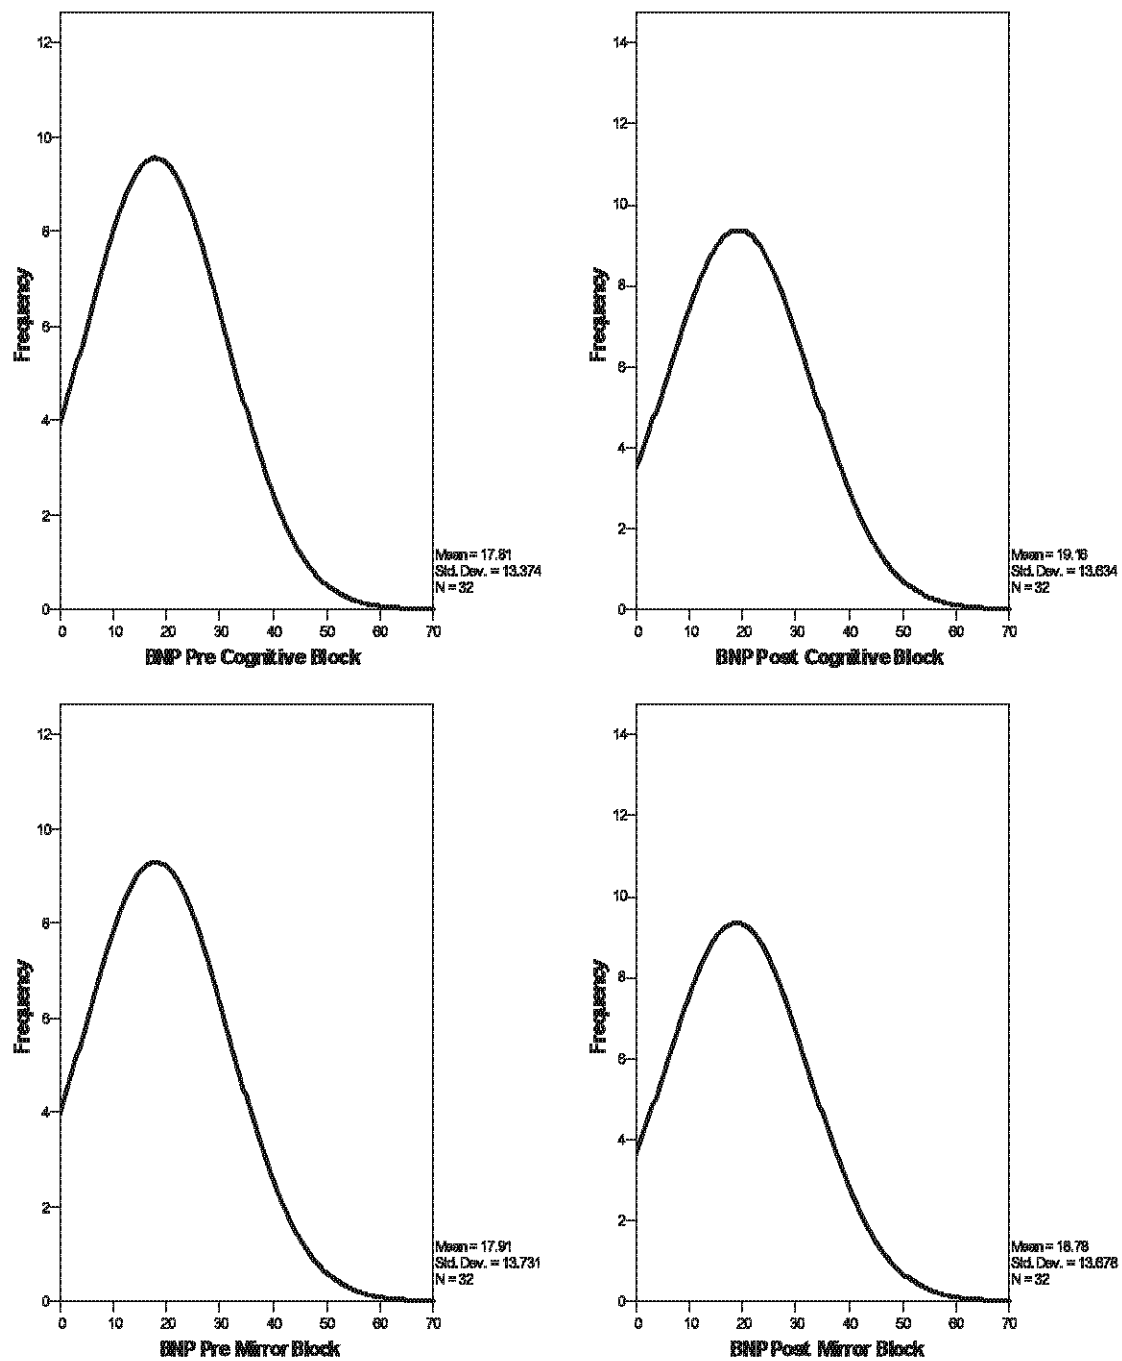 12
10
8
6
4
2
0
Frequency
0 10 20 30 40 50 60 70
BNP Pre Cognitive Block
Mean = 17.81
Std. Dev. = 13.374
N = 32
14
12
10
8
6
4
2
0
Frequency
0 10 20 30 40 50 60 70
BNP Post Cognitive Block
Mean = 19.16
Std. Dev. = 13.634
N = 32
12
10
8
6
4
2
0
Frequency
0 10 20 30 40 50 60 70
BNP Pre Mirror Block
Mean = 17.91
Std. Dev. = 13.731
N = 32
14
12
10
8
6
4
2
0
Frequency
0 10 20 30 40 50 60 70
BNP Post Mirror Block
Mean = 18.78
Std. Dev. = 13.678
N = 32